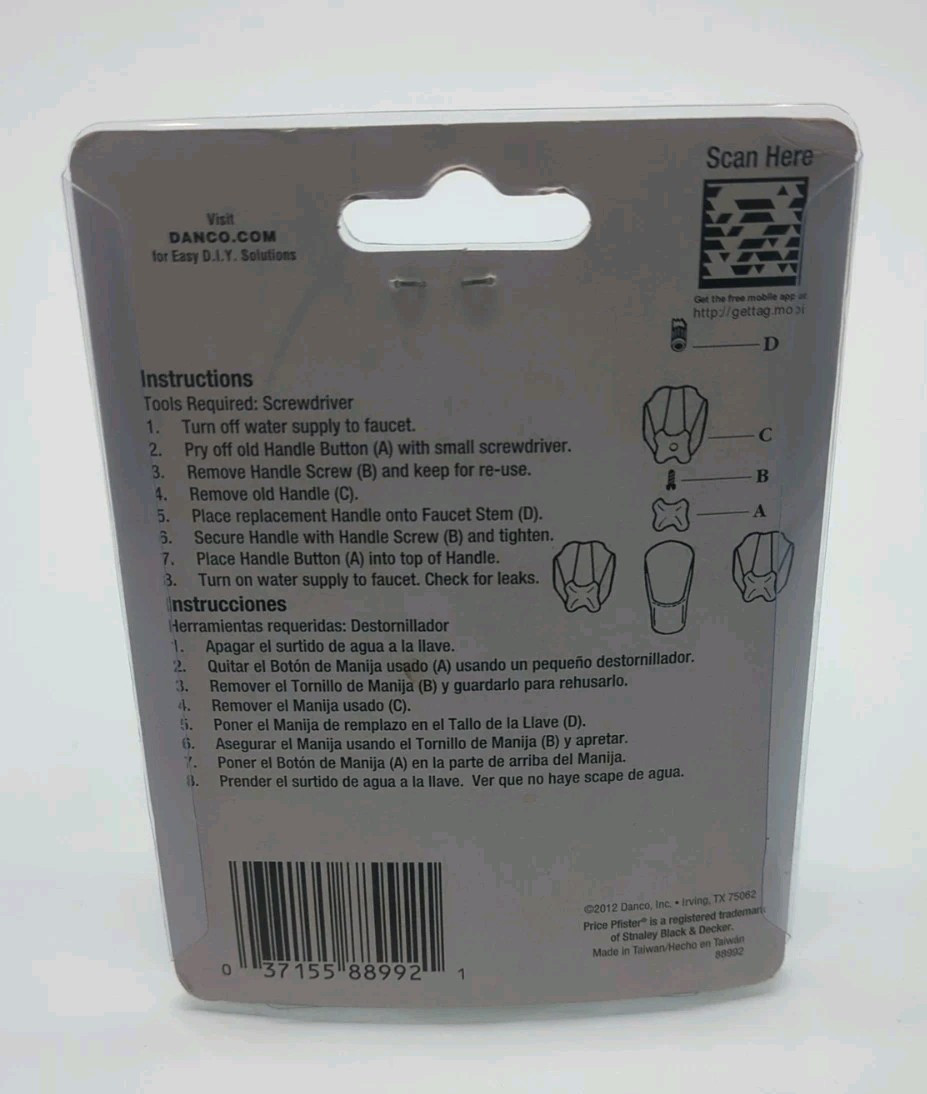 Scan Here
Visit
DANCO.COM
for Easy D.I.Y. Solutions
Get the free mobile app at
http://gettag.mobi
D
C
B
A
Instructions
Tools Required: Screwdriver
1. Turn off water supply to faucet.
2. Pry off old Handle Button (A) with small screwdriver.
3. Remove Handle Screw (B) and keep for re-use.
4. Remove old Handle (C).
5. Place replacement Handle onto Faucet Stem (D).
6. Secure Handle with Handle Screw (B) and tighten.
7. Place Handle Button (A) into top of Handle.
8. Turn on water supply to faucet. Check for leaks.
Instrucciones
Herramientas requeridas: Destornillador
1. Apagar el surtido de agua a la llave.
2. Quitar el Botón de Manija usado (A) usando un pequeño destornillador.
3. Remover el Tornillo de Manija (B) y guardarlo para rehusarlo.
4. Remover el Manija usado (C).
5. Poner el Manija de remplazo en el Tallo de la Llave (D).
6. Asegurar el Manija usando el Tornillo de Manija (B) y apretar.
7. Poner el Botón de Manija (A) en la parte de arriba del Manija.
8. Prender el surtido de agua a la llave. Ver que no haye scape de agua.
0 37155 88992 1
©2012 Danco, Inc. • Irving, TX 75062
Price Pfister® is a registered trademark
of Stnaley Black & Decker.
Made in Taiwan/Hecho en Taiwán
88992